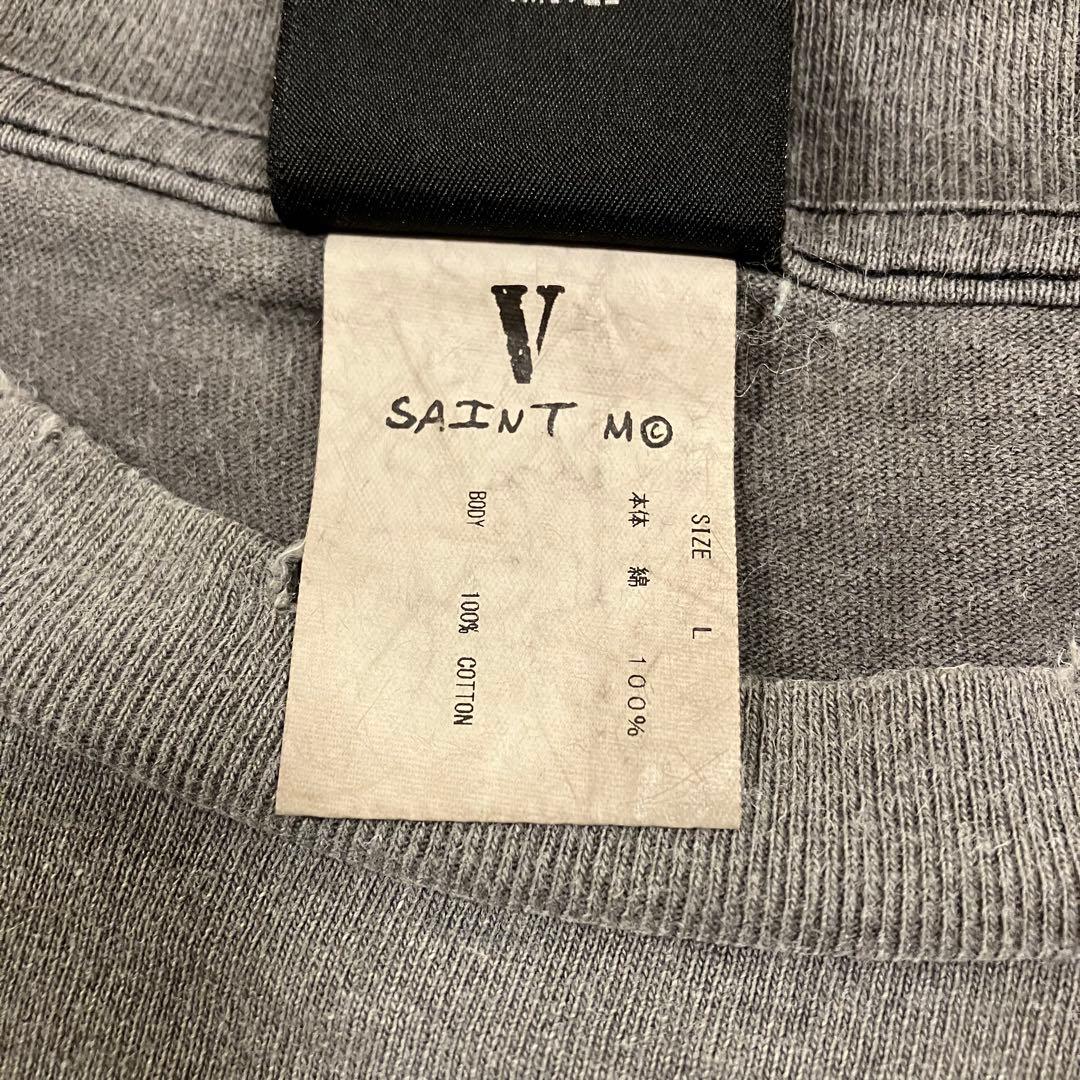 V
SAINT M©
SIZE L
本体 綿 100%
BODY 100% COTTON